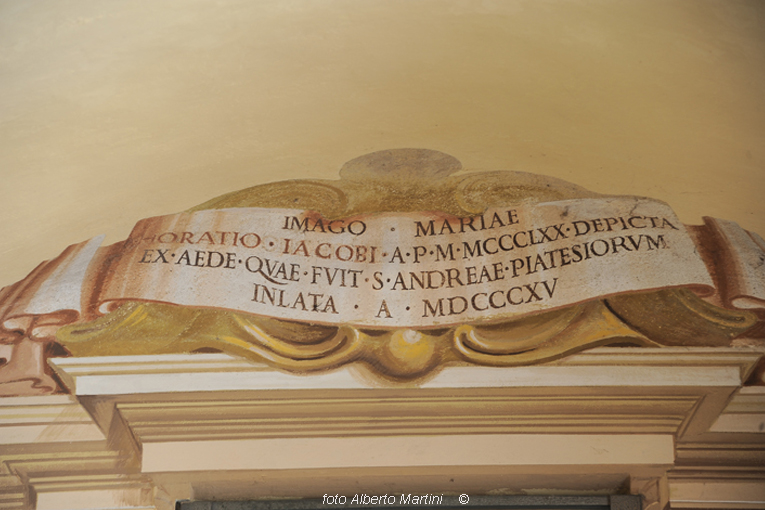 IMAGO · MARIAE
HORATIO · IACOBI · A · P · M · MCCCLXX · DEPICTA
EX · AEDE · QVAE · FVIT · S · ANDREAE · PIATESIORVM
INLATA · A · MDCCCXV
foto Alberto Martini ©